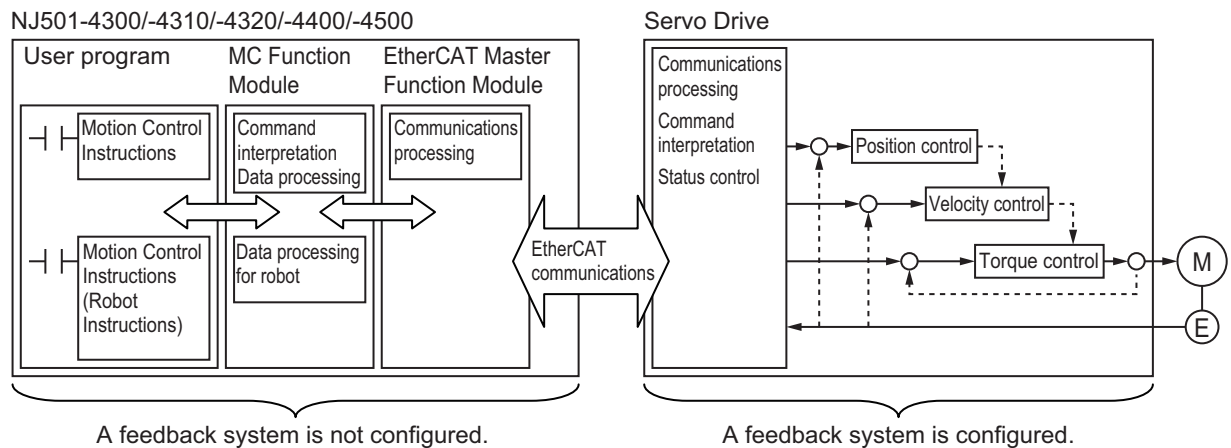 NJ501-4300/-4310/-4320/-4400/-4500
User program
Motion Control
Instructions
Motion Control
Instructions
(Robot
Instructions)
MC Function
Module
Command
interpretation
Data processing
Data processing
for robot
EtherCAT Master
Function Module
Communications
processing
EtherCAT
communications
A feedback system is not configured.
Servo Drive
Communications
processing
Command
interpretation
Status control
Position control
Velocity control
Torque control
M
E
A feedback system is configured.